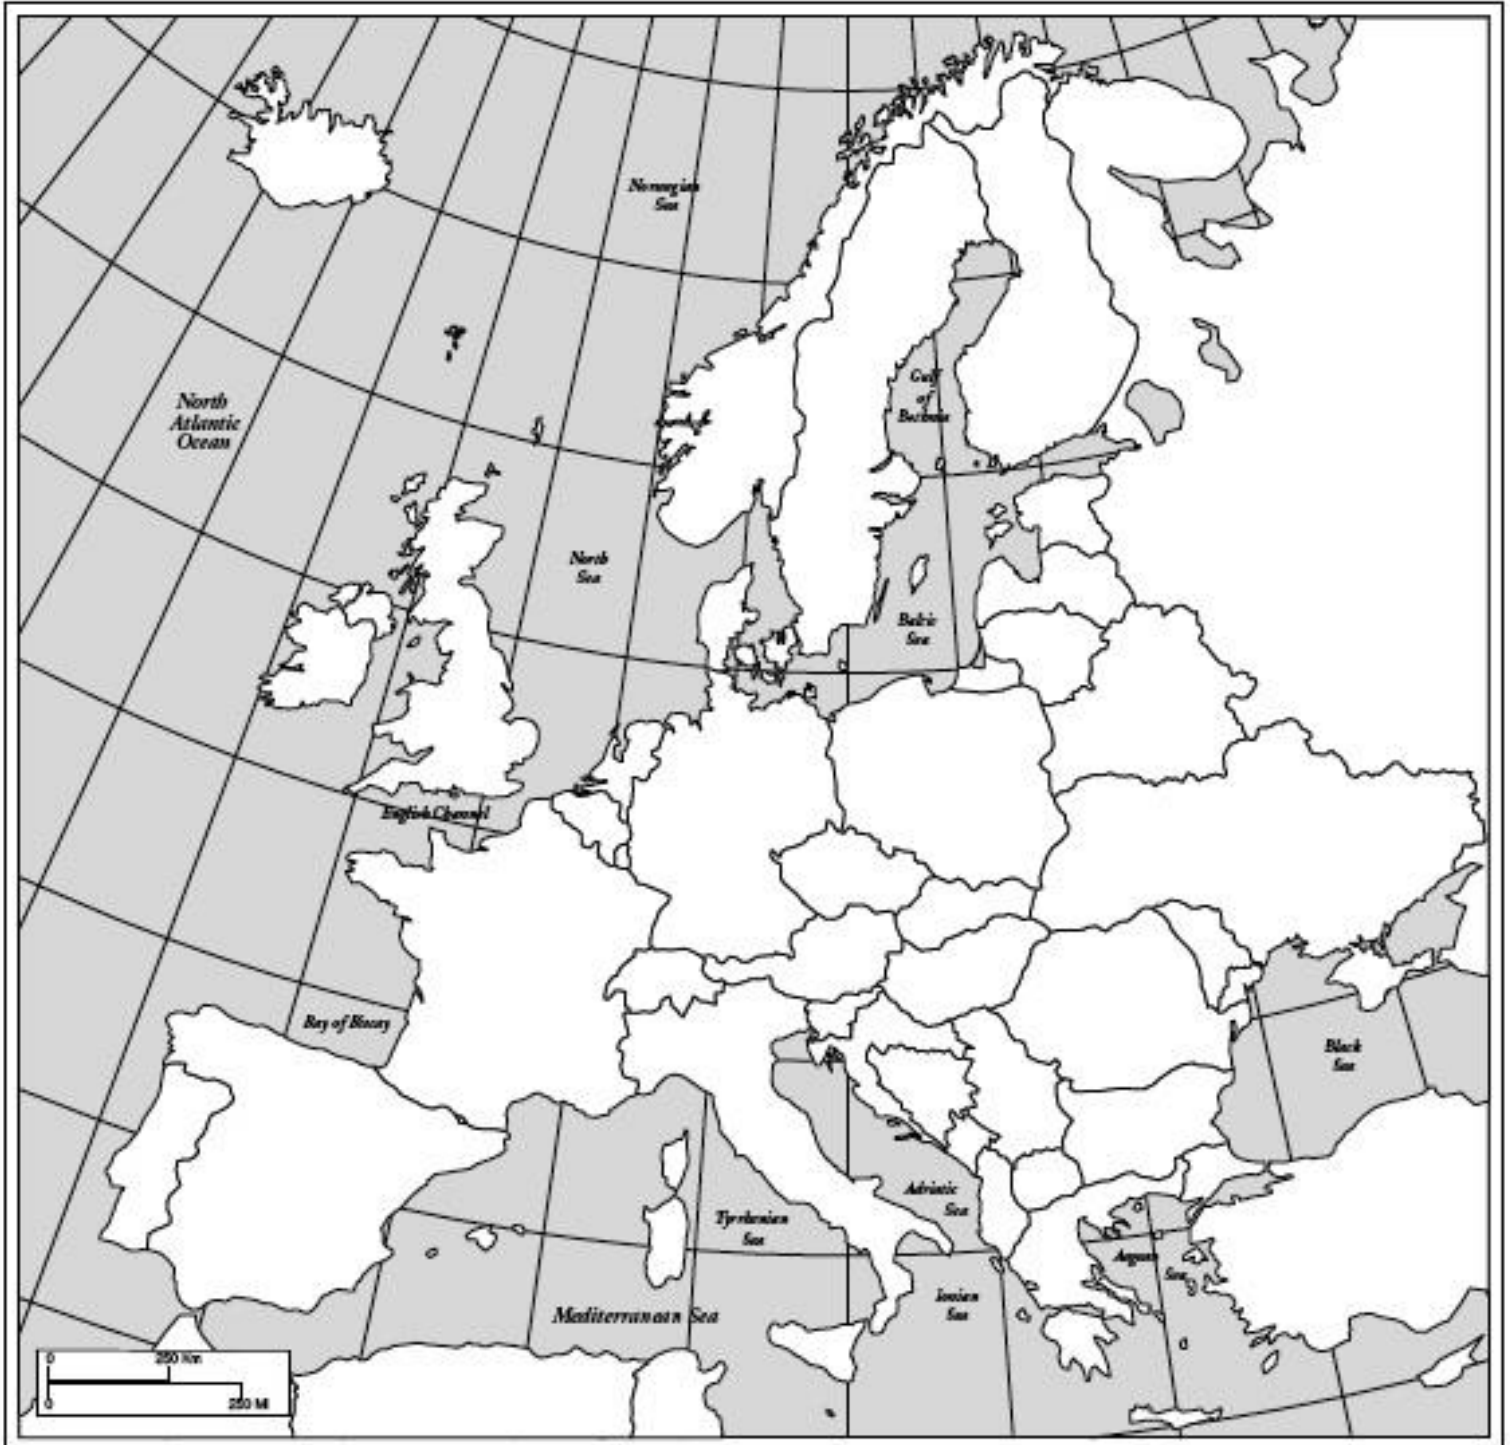 Norwegian
Sea
North
Atlantic
Ocean
Gulf
of
Bothnia
North
Sea
Baltic
Sea
English Channel
Bay of Biscay
Black
Sea
Adriatic
Sea
Tyrrhenian
Sea
Aegean
Sea
Ionian
Sea
Mediterranean Sea
0
250 Km
0
250 Mi